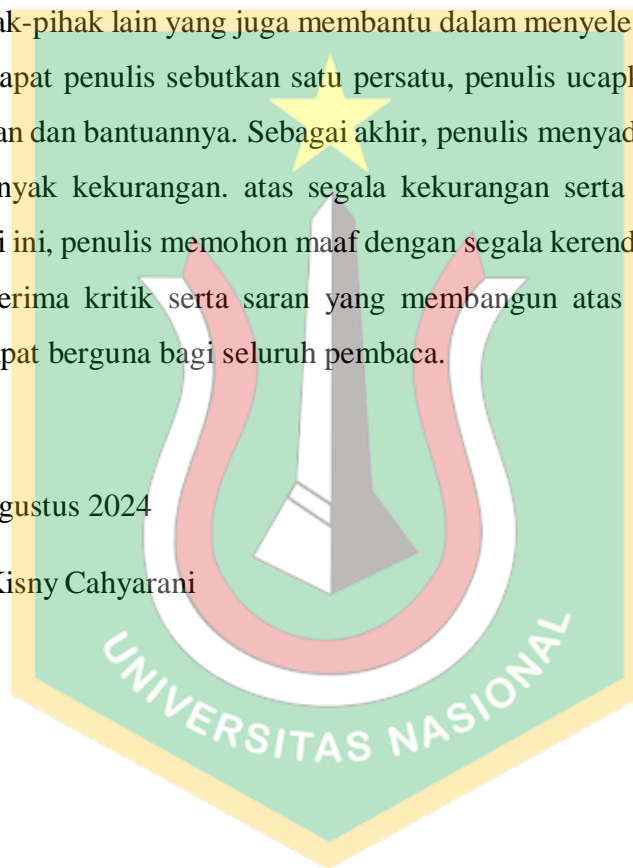 ak-pihak lain yang juga membantu dalam menyele
apat penulis sebutkan satu persatu, penulis ucapk
an dan bantuannya. Sebagai akhir, penulis menyad
nyak kekurangan. atas segala kekurangan serta
i ini, penulis memohon maaf dengan segala kerend
erima kritik serta saran yang membangun atas
pat berguna bagi seluruh pembaca.
gustus 2024
Kisny Cahyarani
UNIVERSITAS NASIONAL